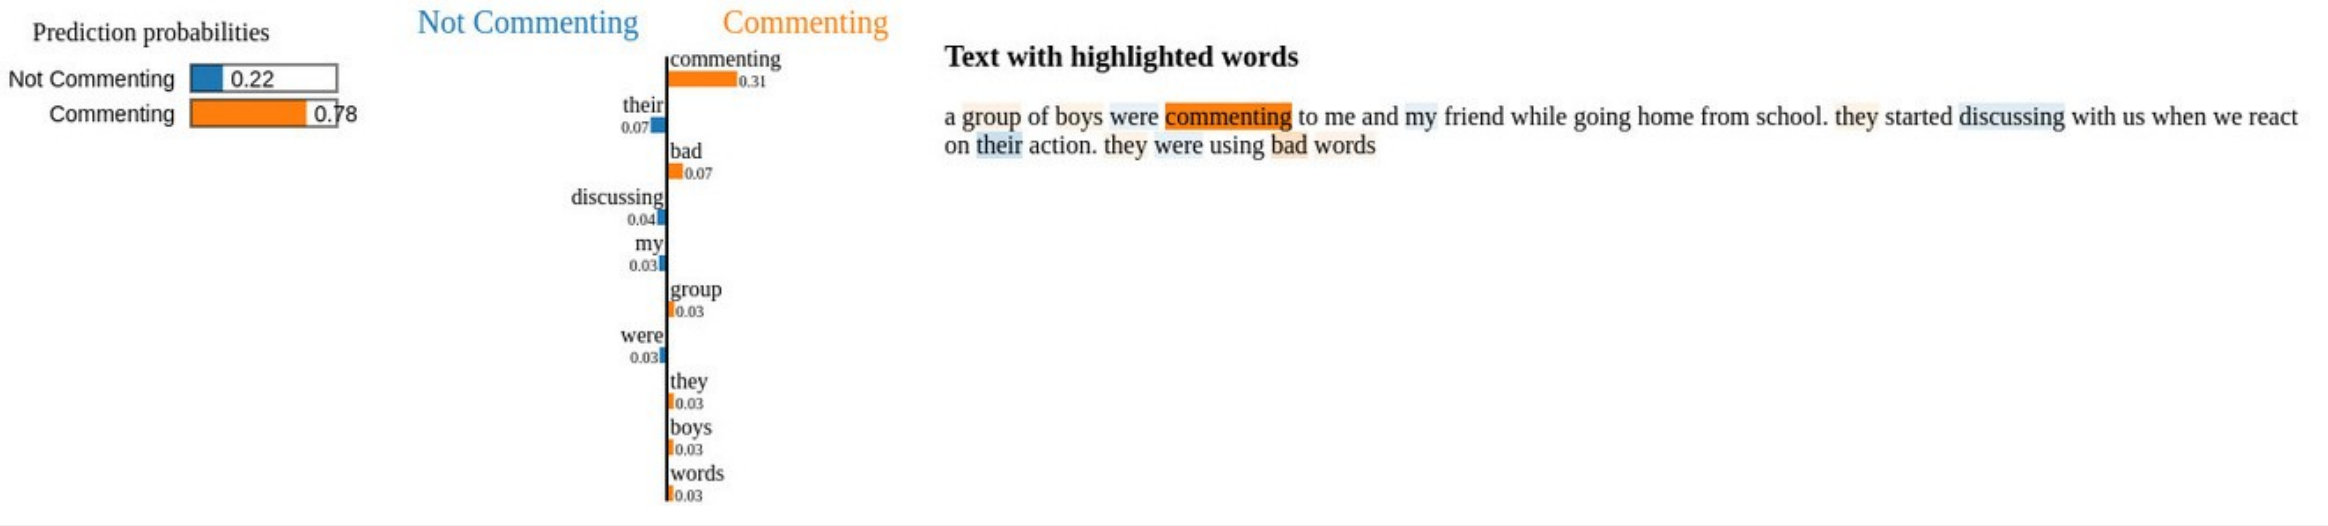 Prediction probabilities
Not Commenting 0.22
Commenting 0.78
Not Commenting Commenting
commenting
0.31
their
0.07
bad
0.07
discussing
0.04
my
0.03
group
0.03
were
0.03
they
0.03
boys
0.03
words
0.03
Text with highlighted words
a group of boys were commenting to me and my friend while going home from school. they started discussing with us when we react
on their action. they were using bad words